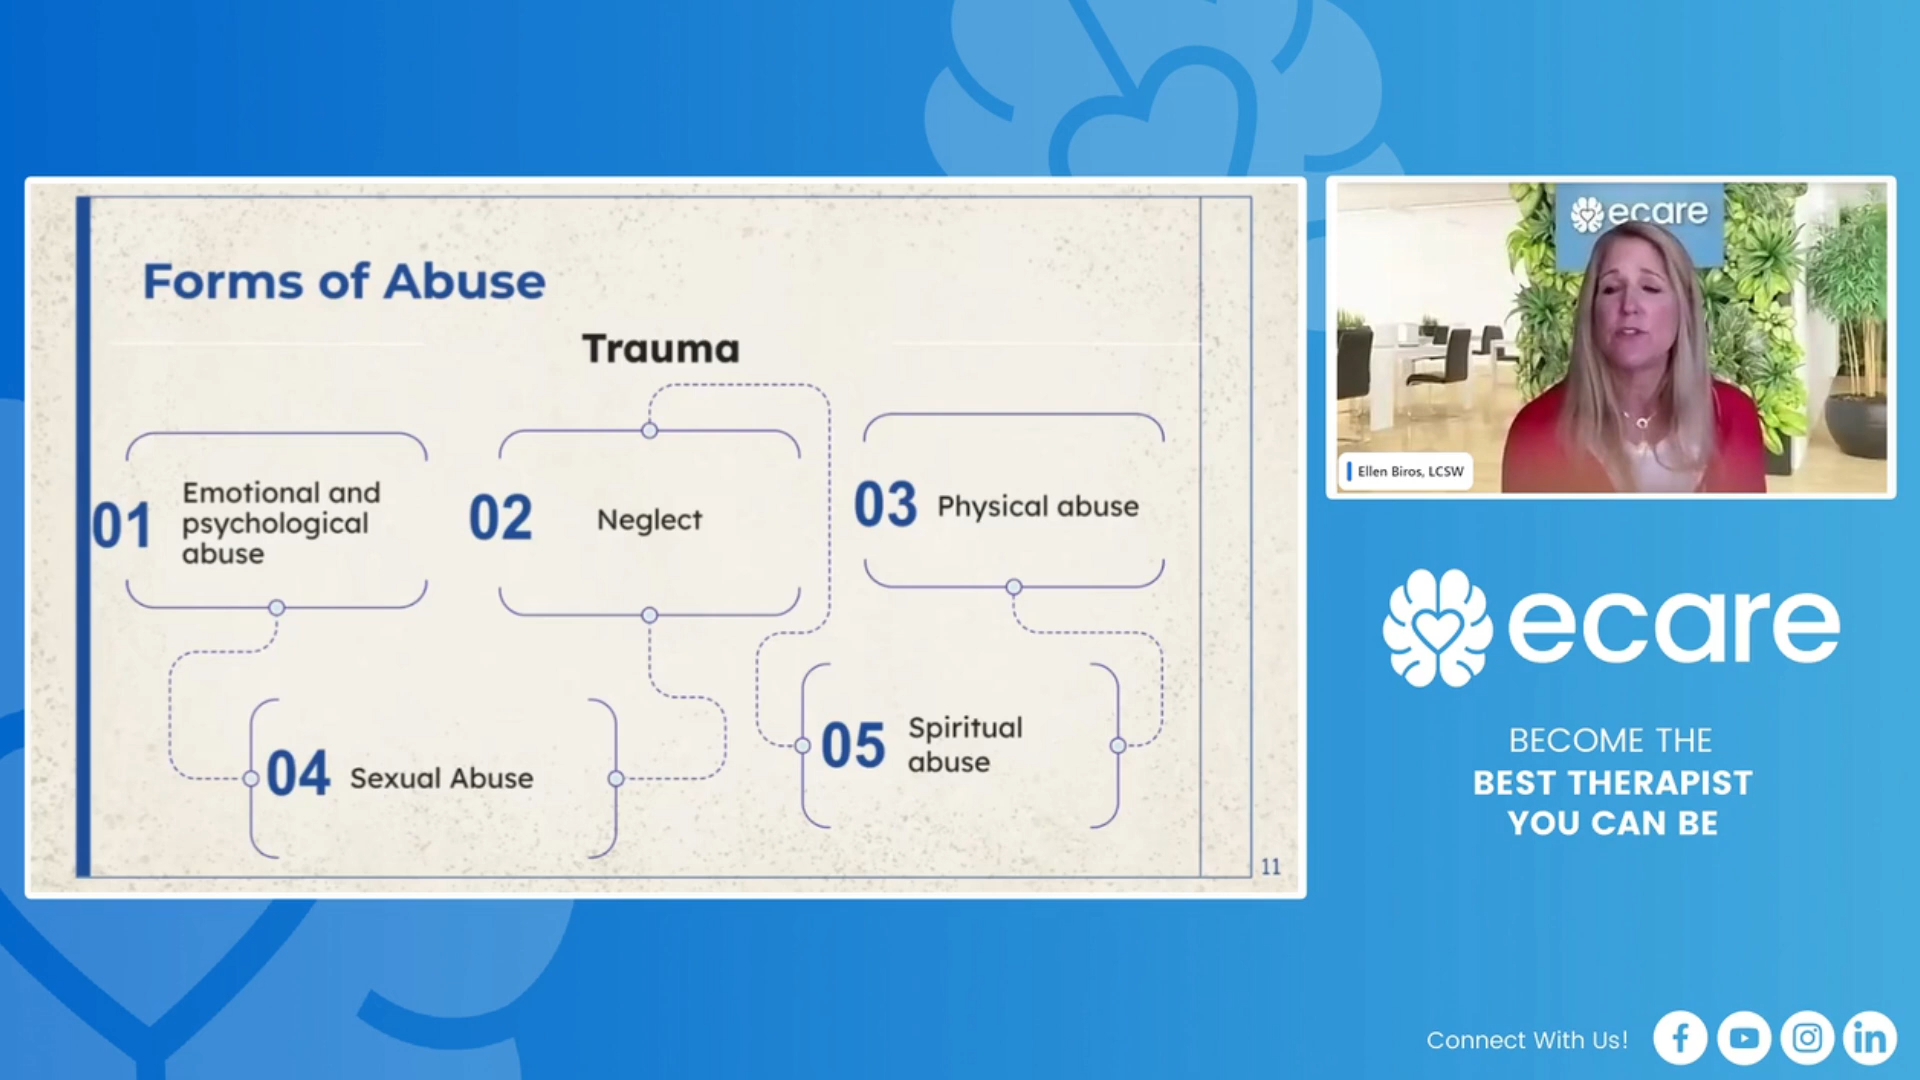 Forms of Abuse
Trauma
01
Emotional and
psychological
abuse
02
Neglect
03
Physical abuse
04
Sexual Abuse
05
Spiritual
abuse
11
ecare
Ellen Biros, LCSW
ecare
BECOME THE
BEST THERAPIST
YOU CAN BE
Connect With Us!
f
in